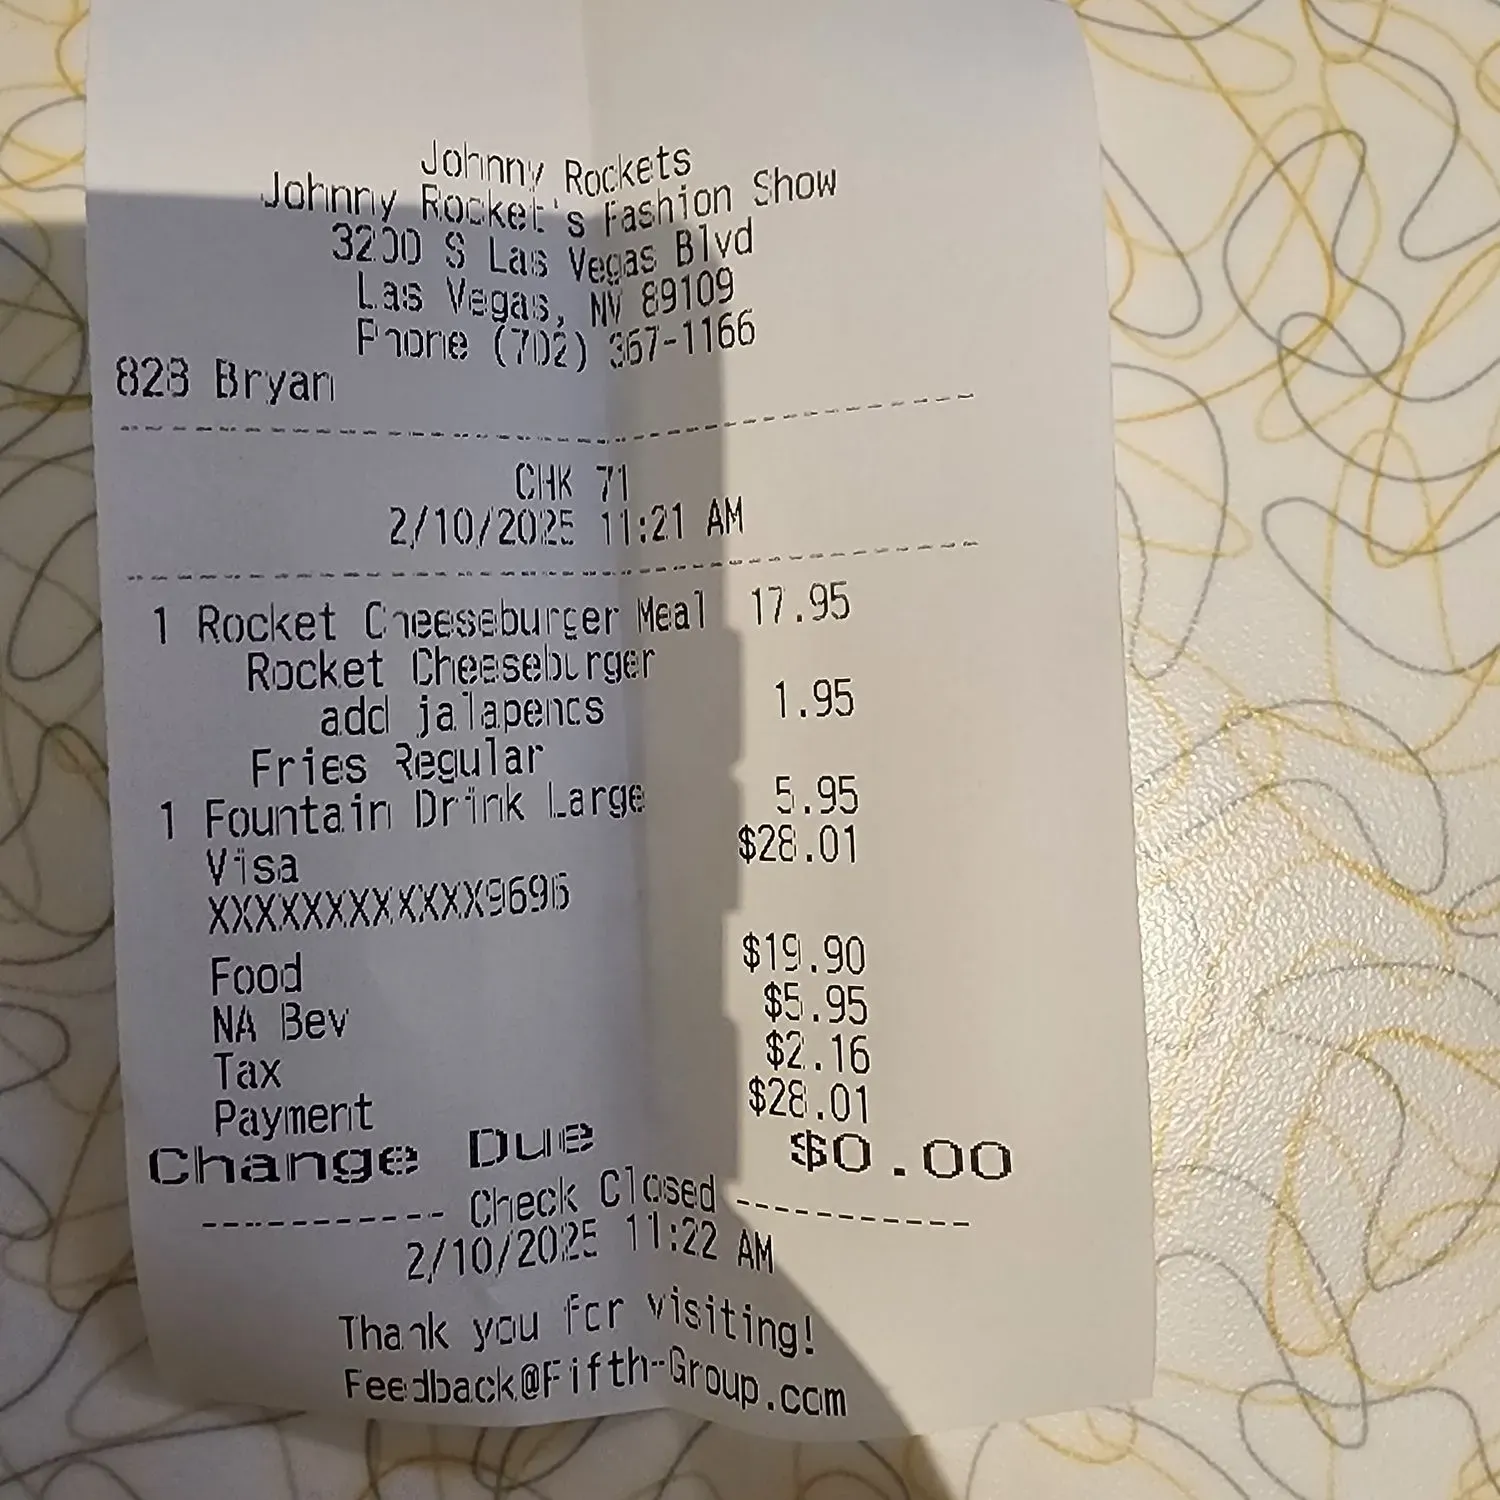 Johnny Rockets
Johnny Rocket's Fashion Show
3200 S Las Vegas Blvd
Las Vegas, NV 89109
Phone (702) 367-1166
823 Bryan
CHK 71
2/10/2025 11:21 AM
1 Rocket Cheeseburger Meal 17.95
Rocket Cheeseburger
add jalapenos 1.95
Fries Regular
1 Fountain Drink Large 5.95
Visa $28.01
XXXXXXXXXXXX9696
Food $19.90
NA Bev $5.95
Tax $2.16
Payment $28.01
Change Due $0.00
---------- Check Closed ----------
2/10/2025 11:22 AM
Thank you for visiting!
Feedback@Fifth-Group.com